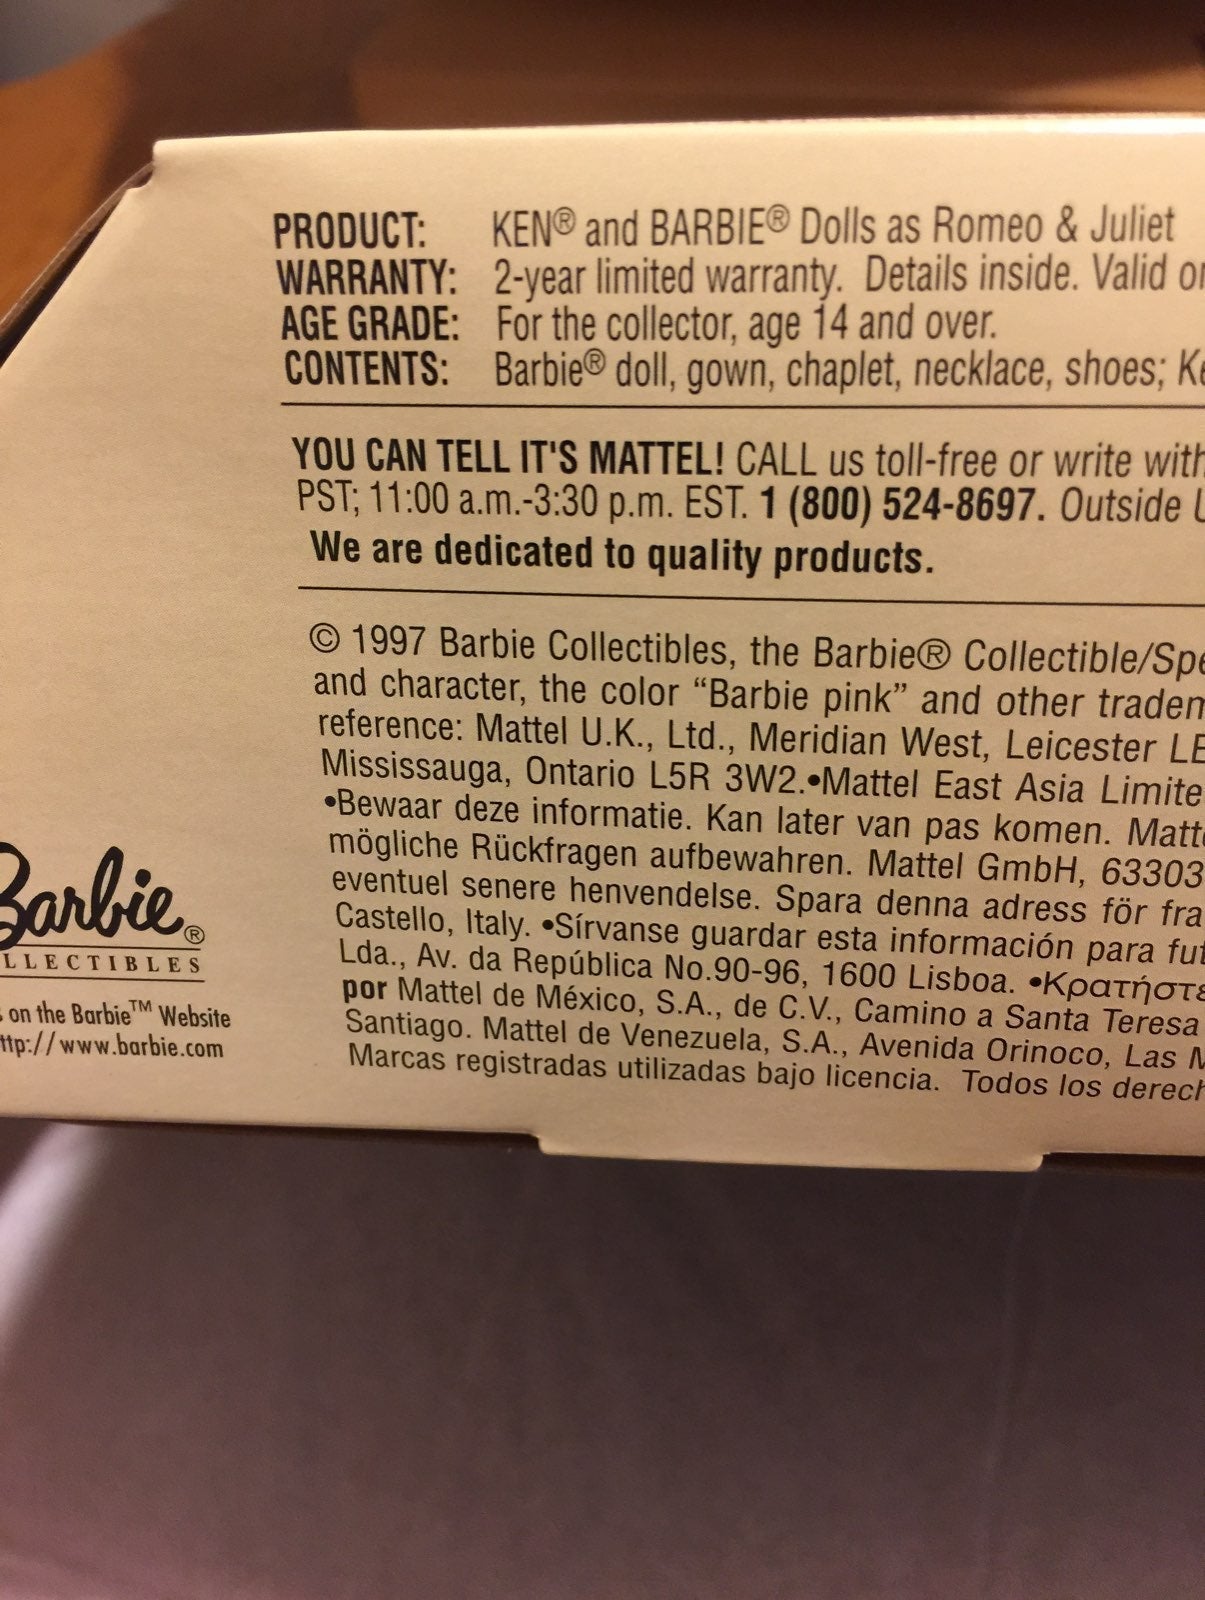 PRODUCT: KEN® and BARBIE® Dolls as Romeo & Juliet
WARRANTY: 2-year limited warranty. Details inside. Valid
AGE GRADE: For the collector, age 14 and over.
CONTENTS: Barbie® doll, gown, chaplet, necklace, shoes;
YOU CAN TELL IT'S MATTEL! CALL us toll-free or write
PST; 11:00 a.m.-3:30 p.m. EST. 1 (800) 524-8697. Outside
We are dedicated to quality products.
© 1997 Barbie Collectibles, the Barbie® Collectible/
and character, the color “Barbie pink” and other
reference: Mattel U.K., Ltd., Meridian West, Leicester
Mississauga, Ontario L5R 3W2.•Mattel East Asia
•Bewaar deze informatie. Kan later van pas komen.
mögliche Rückfragen aufbewahren. Mattel GmbH, 63303
eventuel senere henvendelse. Spara denna adress för
Castello, Italy. •Sírvanse guardar esta información para
Lda., Av. da República No.90-96, 1600 Lisboa.
por Mattel de México, S.A., de C.V., Camino a Santa Teresa
Santiago. Mattel de Venezuela, S.A., Avenida Orinoco, Las
Marcas registradas utilizadas bajo licencia. Todos los
Barbie®
LLECTIBLES
on the Barbie™ Website
ttp://www.barbie.com